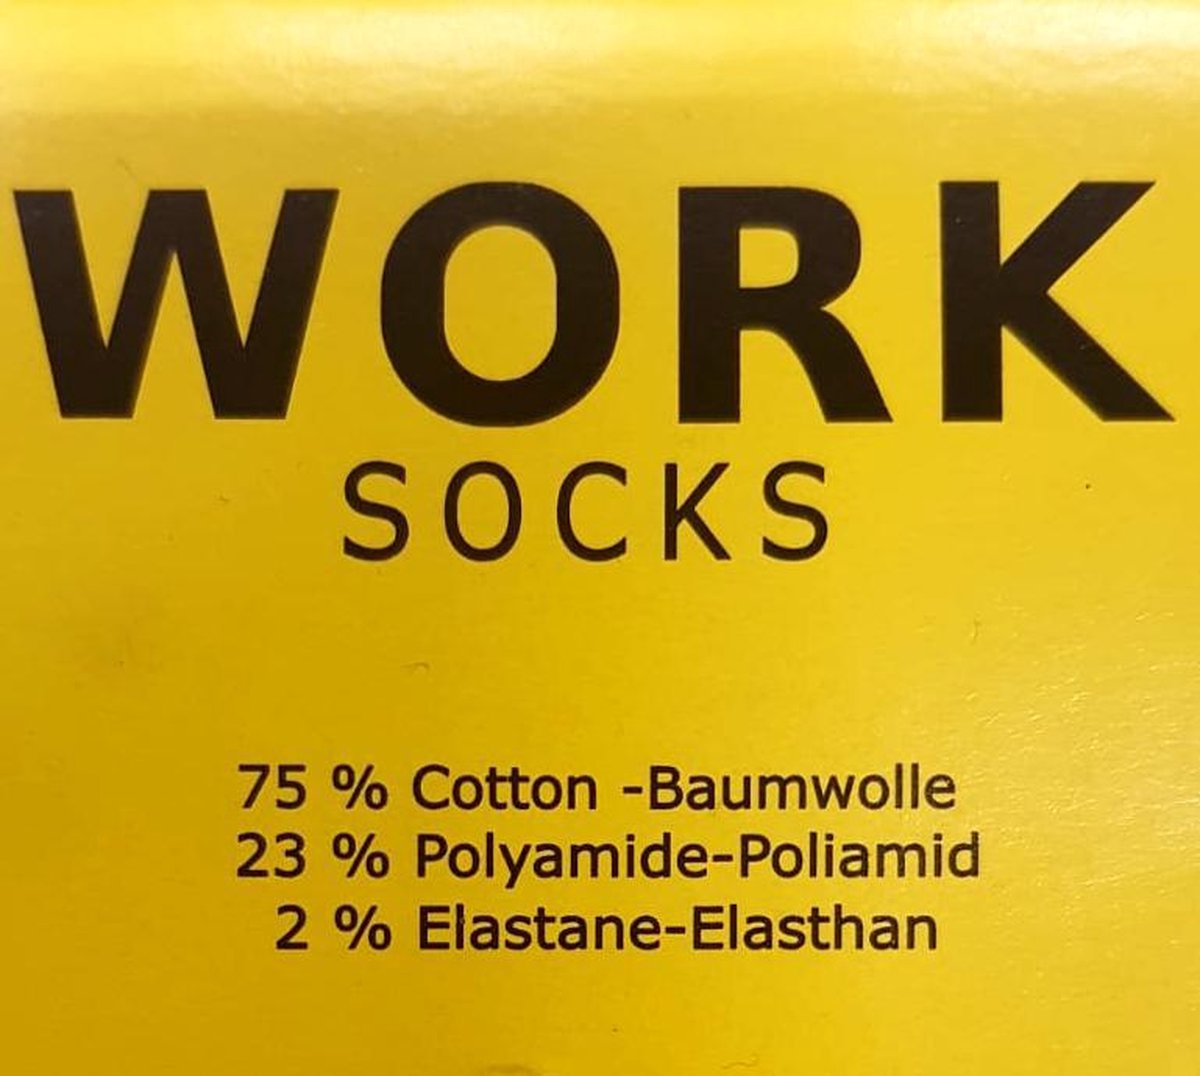 WORK
SOCKS
75 % Cotton -Baumwolle
23 % Polyamide-Poliamid
2 % Elastane-Elasthan